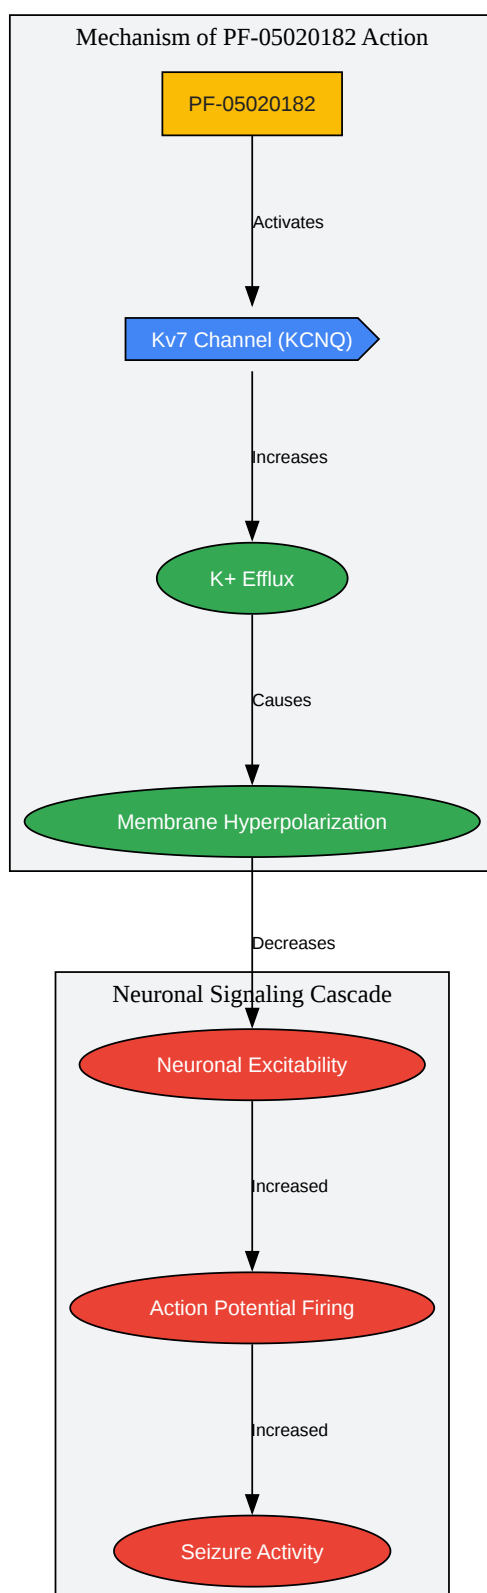 Mechanism of PF-05020182 Action
PF-05020182
Activates
Kv7 Channel (KCNQ)
Increases
K+ Efflux
Causes
Membrane Hyperpolarization
Decreases
Neuronal Signaling Cascade
Neuronal Excitability
Increased
Action Potential Firing
Increased
Seizure Activity